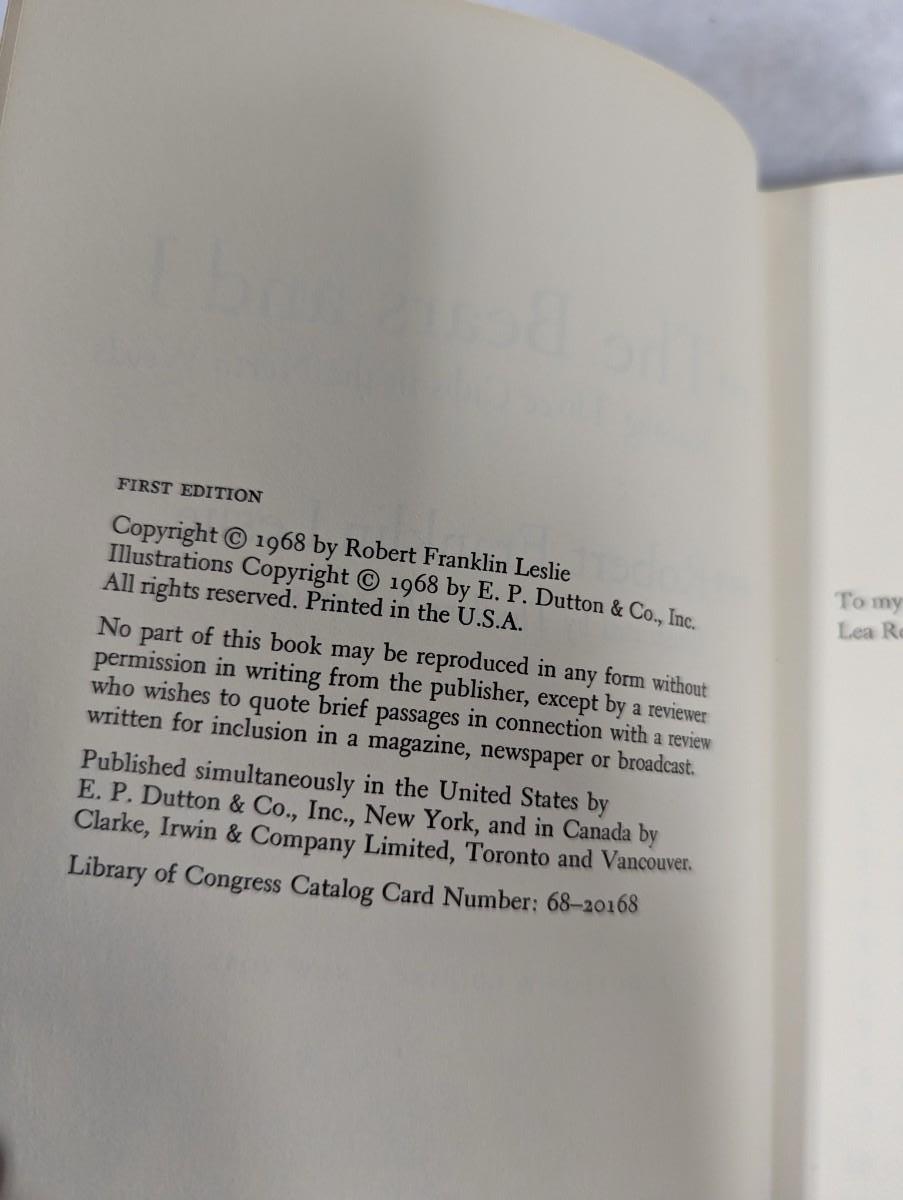 FIRST EDITION
Copyright © 1968 by Robert Franklin Leslie
Illustrations Copyright © 1968 by E. P. Dutton & Co., Inc.
All rights reserved. Printed in the U.S.A.
No part of this book may be reproduced in any form without
permission in writing from the publisher, except by a reviewer
who wishes to quote brief passages in connection with a review
written for inclusion in a magazine, newspaper or broadcast.
Published simultaneously in the United States by
E. P. Dutton & Co., Inc., New York, and in Canada by
Clarke, Irwin & Company Limited, Toronto and Vancouver.
Library of Congress Catalog Card Number: 68–20168
The Bears and I
To my
Lea